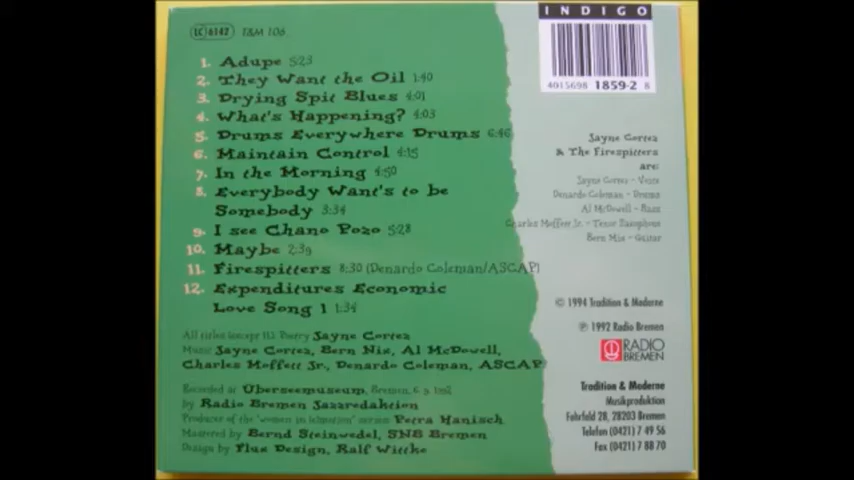 LC 6142 T&M 106
1. Adupe 5:23
2. They Want the Oil 1:40
3. Drying Spit Blues 4:01
4. What's Happening? 4:03
5. Drums Everywhere Drums 6:46
6. Maintain Control 4:15
7. In the Morning 4:50
8. Everybody Want's to be
Somebody 3:34
9. I see Chano Pozo 5:28
10. Maybe 2:39
11. Firespitters 8:30 (Denardo Coleman/ASCAP)
12. Expenditures Economic
Love Song 1 1:34
All titles (except 11): Poetry Jayne Cortez
Music Jayne Cortez, Bern Nix, Al McDowell,
Charles Moffett Jr., Denardo Coleman, ASCAP
Recorded at Überseemuseum, Bremen,
by Radio Bremen Jazzredaktion
Producer of the "women in series: Petra Hanisch
Mastered by Bernd Steinwedel, SNB Bremen
Design by Flux Design, Ralf Wittke
INDIGO
4015698 1859-2 8
Jayne Cortez
& The Firespitters
are:
Jayne Cortez - Voice
Denardo Coleman - Drums
Al McDowell - Bass
Charles Moffett Jr. - Tenor Saxophone
Bern Nix - Guitar
© 1994 Tradition & Moderne
℗ 1992 Radio Bremen
RADIO
BREMEN
Tradition & Moderne
Musikproduktion
Fehrfeld 28, 28203 Bremen
Telefon (0421) 7 49 56
Fax (0421) 7 88 70